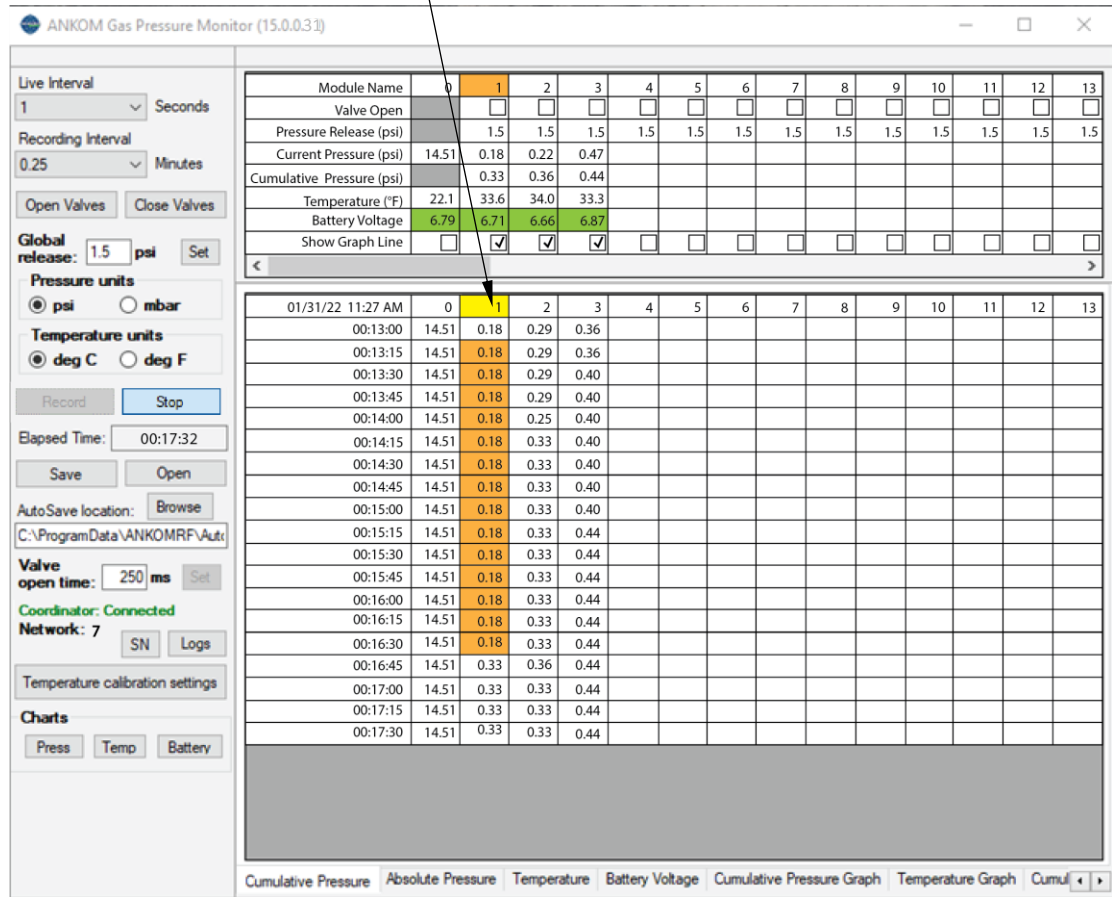 ANKOM Gas Pressure Monitor (15.0.0.31)
Live Interval
1 Seconds
Recording Interval
0.25 Minutes
Open Valves Close Valves
Global
release: 1.5 psi Set
Pressure units
psi mbar
Temperature units
deg C deg F
Record Stop
Elapsed Time: 00:17:32
Save Open
AutoSave location: Browse
C:\ProgramData\ANKOMRF\Auto
Valve
open time: 250 ms Set
Coordinator: Connected
Network: 7
SN Logs
Temperature calibration settings
Charts
Press Temp Battery
Module Name 0 1 2 3 4 5 6 7 8 9 10 11 12 13
Valve Open
Pressure Release (psi) 1.5 1.5 1.5 1.5 1.5 1.5 1.5 1.5 1.5 1.5 1.5 1.5 1.5
Current Pressure (psi) 14.51 0.18 0.22 0.47
Cumulative Pressure (psi) 0.33 0.36 0.44
Temperature (°F) 22.1 33.6 34.0 33.3
Battery Voltage 6.79 6.71 6.66 6.87
Show Graph Line
01/31/22 11:27 AM 0 1 2 3 4 5 6 7 8 9 10 11 12 13
00:13:00 14.51 0.18 0.29 0.36
00:13:15 14.51 0.18 0.29 0.36
00:13:30 14.51 0.18 0.29 0.40
00:13:45 14.51 0.18 0.29 0.40
00:14:00 14.51 0.18 0.25 0.40
00:14:15 14.51 0.18 0.33 0.40
00:14:30 14.51 0.18 0.33 0.40
00:14:45 14.51 0.18 0.33 0.40
00:15:00 14.51 0.18 0.33 0.40
00:15:15 14.51 0.18 0.33 0.44
00:15:30 14.51 0.18 0.33 0.44
00:15:45 14.51 0.18 0.33 0.44
00:16:00 14.51 0.18 0.33 0.44
00:16:15 14.51 0.18 0.33 0.44
00:16:30 14.51 0.18 0.33 0.44
00:16:45 14.51 0.33 0.36 0.44
00:17:00 14.51 0.33 0.33 0.44
00:17:15 14.51 0.33 0.33 0.44
00:17:30 14.51 0.33 0.33 0.44
Cumulative Pressure Absolute Pressure Temperature Battery Voltage Cumulative Pressure Graph Temperature Graph Cumul